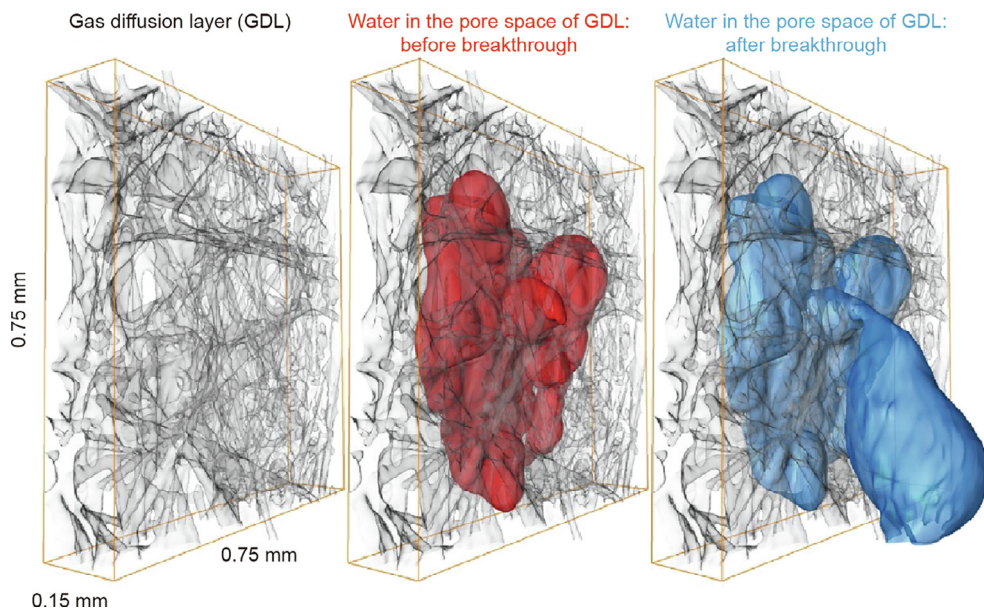 Gas diffusion layer (GDL)
Water in the pore space of GDL:
before breakthrough
Water in the pore space of GDL:
after breakthrough
0.75 mm
0.75 mm
0.15 mm